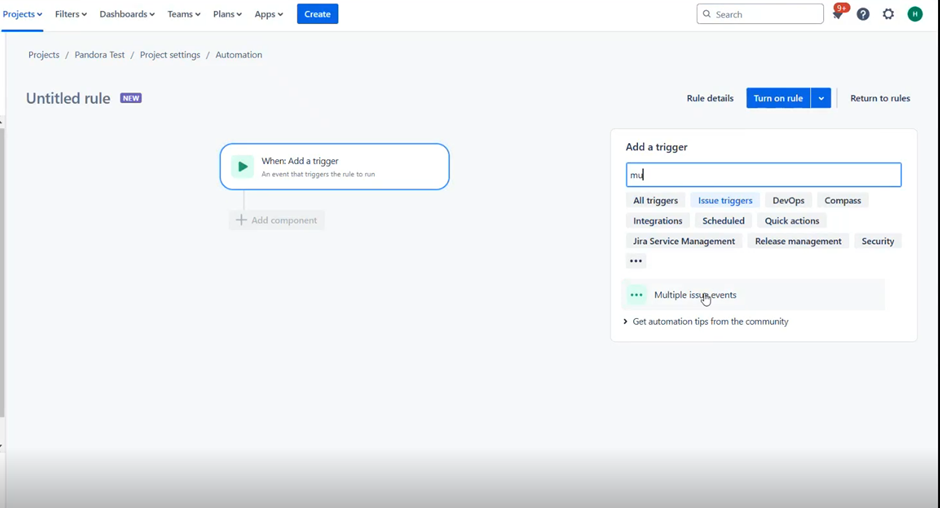 Projects Filters Dashboards Teams Plans Apps Create Search 9+ H
Projects / Pandora Test / Project settings / Automation
Untitled rule NEW Rule details Turn on rule Return to rules
When: Add a trigger
An event that triggers the rule to run
Add component
Add a trigger
mu
All triggers Issue triggers DevOps Compass
Integrations Scheduled Quick actions
Jira Service Management Release management Security
Multiple issue events
Get automation tips from the community